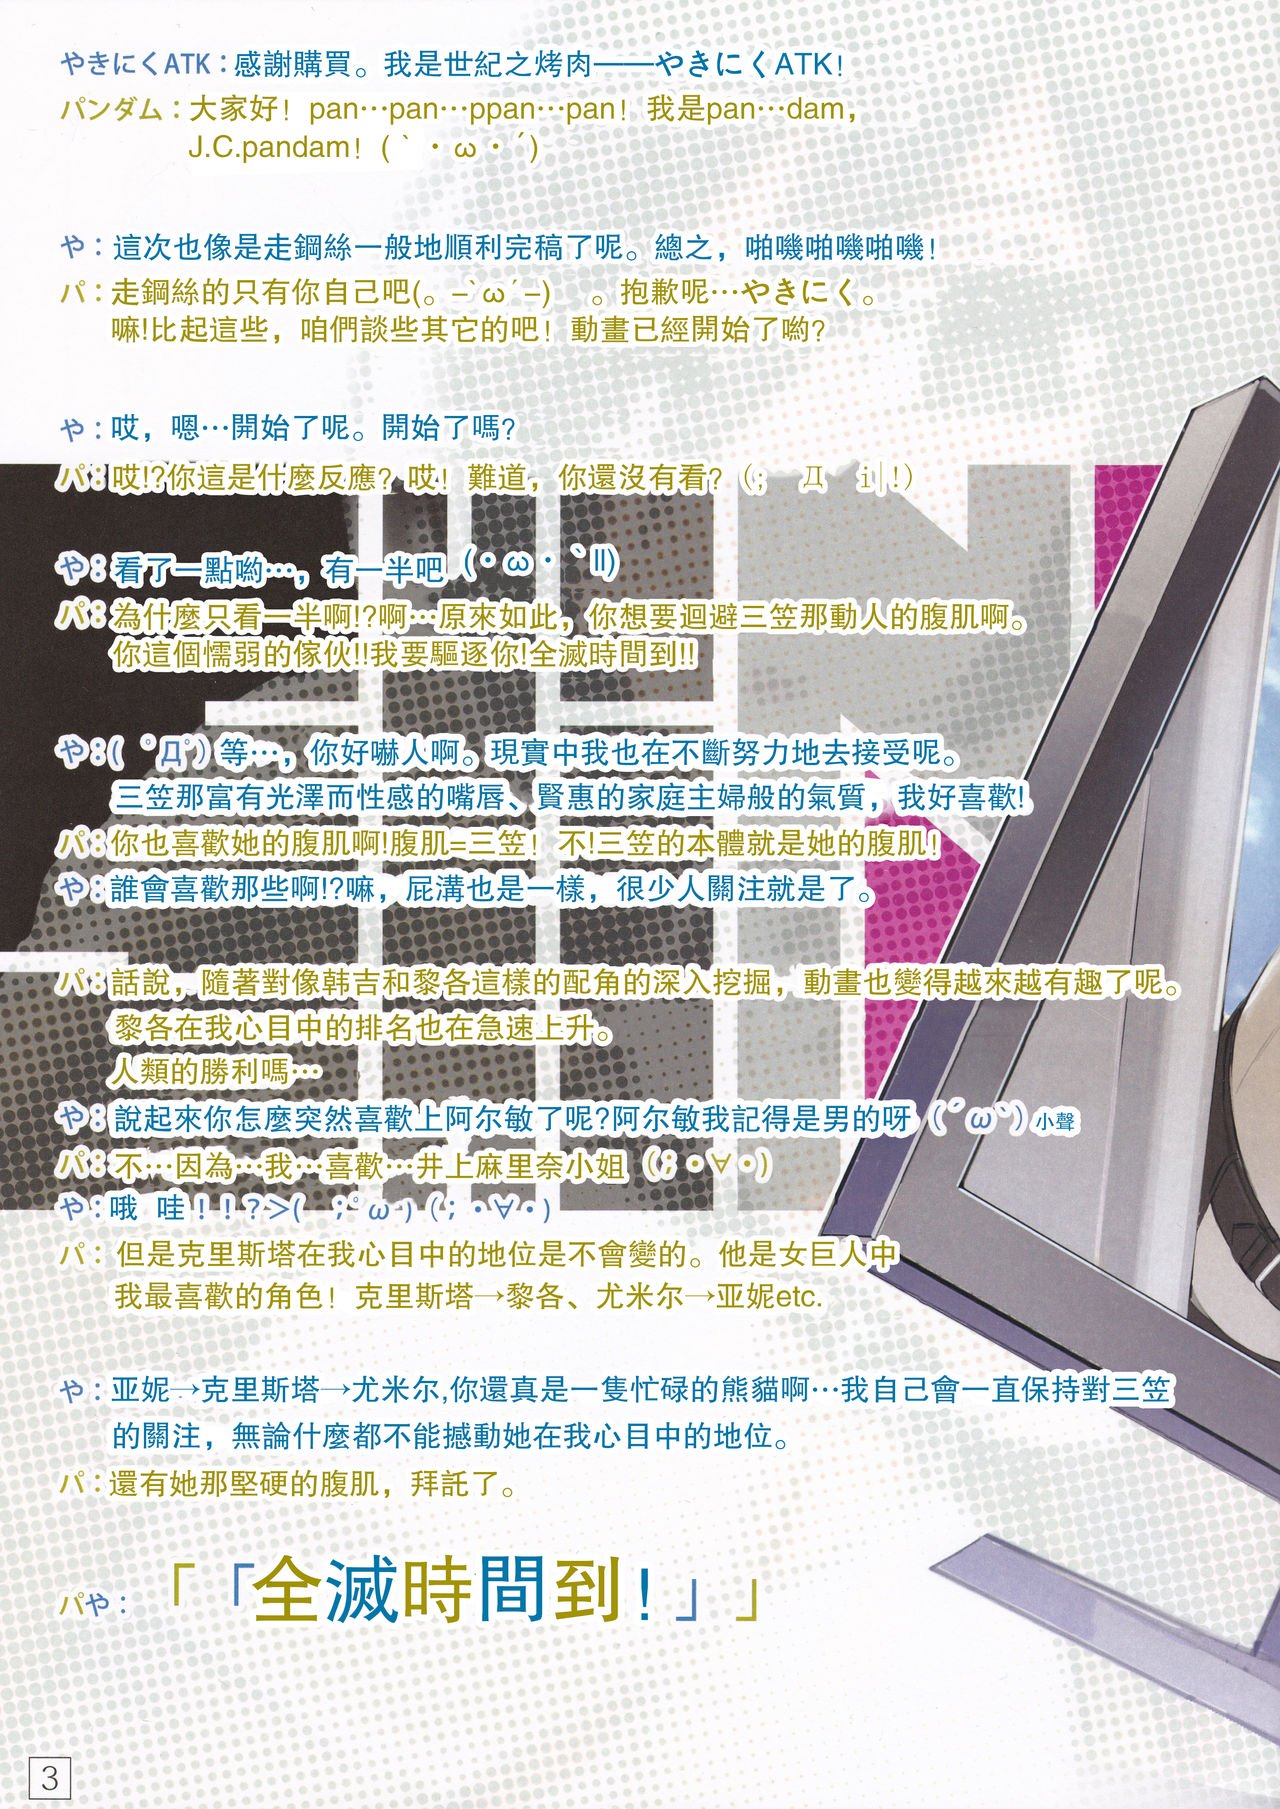 やきにくATK：感謝購買。我是世紀之烤肉——やきにくATK!
パンダム：大家好！pan…pan…ppan…pan！我是pan…dam，
J.C.pandam！(｀・ω・´)
や：這次也像是走鋼絲一般地順利完稿了呢。總之，啪嘰啪嘰啪嘰!
パ：走鋼絲的只有你自己吧(。-`ω´-)　。抱歉呢…やきにく。
嘛!比起這些，咱們談些其它的吧！動畫已經開始了喲?
や：哎，嗯…開始了呢。開始了嗎?
パ：哎!?你這是什麼反應？哎！難道，你還沒有看？（;　Д　i|!）
や：看了一點喲…，有一半吧（・ω・｀ll)
パ：為什麼只看一半啊!?啊…原來如此，你想要迴避三笠那動人的腹肌啊。
你這個懦弱的傢伙!!我要驅逐你!全滅時間到!!
や：(　ﾟДﾟ）等…，你好嚇人啊。現實中我也在不斷努力地去接受呢。
三笠那富有光澤而性感的嘴唇、賢惠的家庭主婦般的氣質，我好喜歡!
パ：你也喜歡她的腹肌啊!腹肌=三笠！不!三笠的本體就是她的腹肌!
や：誰會喜歡那些啊!?嘛，屁溝也是一樣，很少人關注就是了。
パ：話說，隨著對像韩吉和黎各這樣的配角的深入挖掘，動畫也變得越來越有趣了呢。
黎各在我心目中的排名也在急速上升。
人類的勝利嗎…
や：說起來你怎麼突然喜歡上阿尔敏了呢?阿尔敏我記得是男的呀（´ω`）小聲
パ：不…因為…我…喜歡…井上麻里奈小姐（；・∀・）
や：哦 哇！！?＞(　;ﾟω・)（；・∀・)
パ：但是克里斯塔在我心目中的地位是不會變的。他是女巨人中
我最喜歡的角色！克里斯塔→黎各、尤米尔→亚妮etc.
や：亚妮→克里斯塔→尤米尔,你還真是一隻忙碌的熊貓啊…我自己會一直保持對三笠
的關注，無論什麼都不能撼動她在我心目中的地位。
パ：還有她那堅硬的腹肌，拜託了。
パや：「「全滅時間到!」」
3